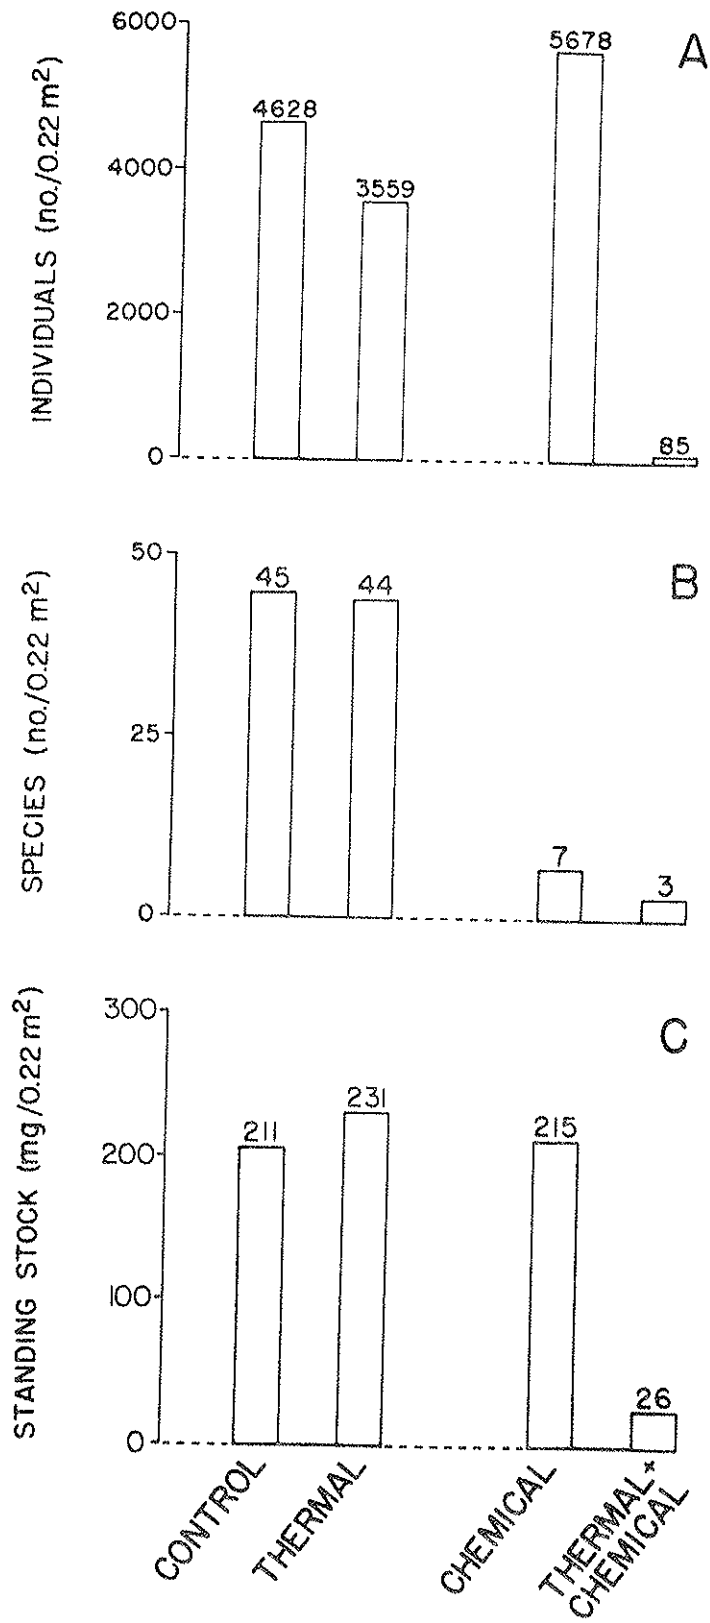 A
INDIVIDUALS (no./0.22 m²)
6000
4000
2000
0
4628
3559
5678
85
B
SPECIES (no./0.22 m²)
50
25
0
45
44
7
3
C
STANDING STOCK (mg/0.22 m²)
300
200
100
0
211
231
215
26
CONTROL
THERMAL
CHEMICAL
THERMAL+
CHEMICAL